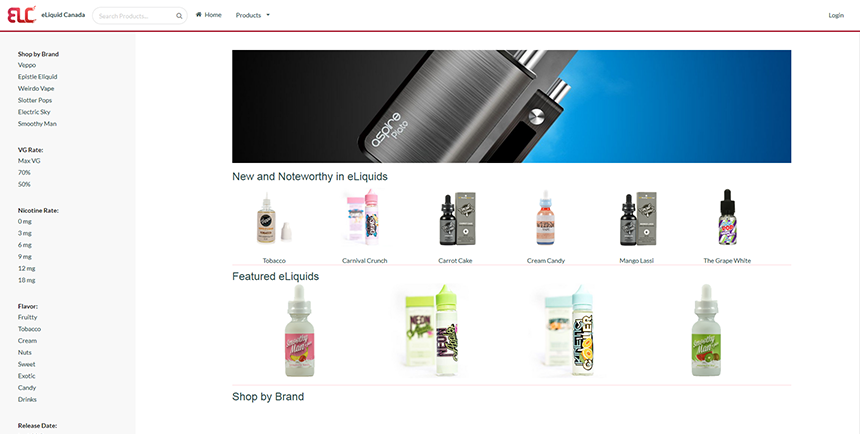 ELC
eLiquid Canada
Search Products...
Home
Products
Login
Shop by Brand
Veppo
Epistle Eliquid
Weirdo Vape
Slotter Pops
Electric Sky
Smoothy Man
VG Rate:
Max VG
70%
50%
Nicotine Rate:
0 mg
3 mg
6 mg
9 mg
12 mg
18 mg
Flavor:
Fruitty
Tobacco
Cream
Nuts
Sweet
Exotic
Candy
Drinks
Release Date:
aspire
Plato
New and Noteworthy in eLiquids
Tobacco
Carnival Crunch
Carrot Cake
Cream Candy
Mango Lassi
The Grape White
Featured eLiquids
Smoothy
Man
NEON
Smoothy
Man
Shop by Brand